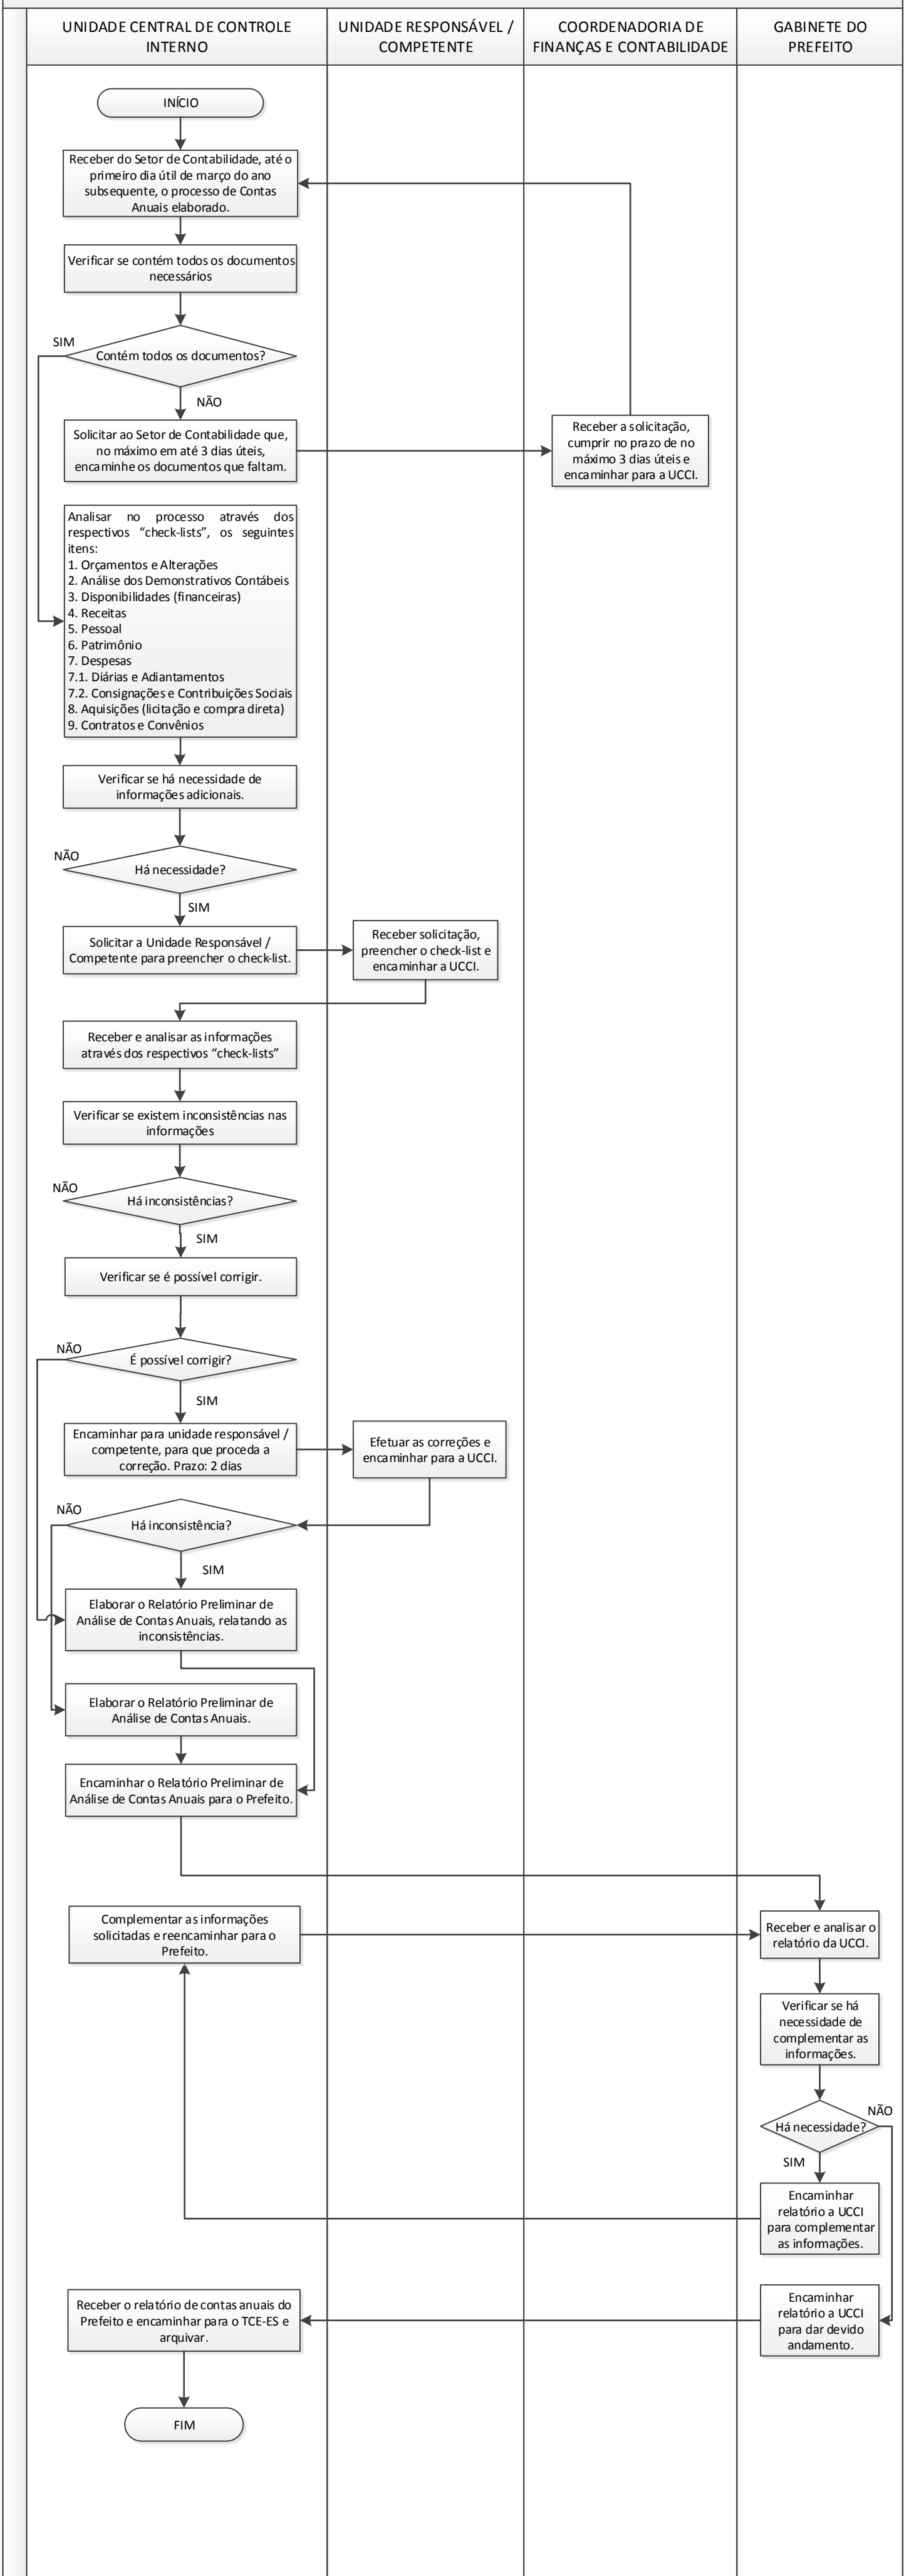 UNIDADE CENTRAL DE CONTROLE
INTERNO
UNIDADE RESPONSÁVEL /
COMPETENTE
COORDENADORIA DE
FINANÇAS E CONTABILIDADE
GABINETE DO
PREFEITO
INÍCIO
Receber do Setor de Contabilidade, até o
primeiro dia útil de março do ano
subsequente, o processo de Contas
Anuais elaborado.
Verificar se contém todos os documentos
necessários
SIM
Contém todos os documentos?
NÃO
Solicitar ao Setor de Contabilidade que,
no máximo em até 3 dias úteis,
encaminhe os documentos que faltam.
Receber a solicitação,
cumprir no prazo de no
máximo 3 dias úteis e
encaminhar para a UCCI.
Analisar no processo através dos
respectivos “check-lists”, os seguintes
itens:
1. Orçamentos e Alterações
2. Análise dos Demonstrativos Contábeis
3. Disponibilidades (financeiras)
4. Receitas
5. Pessoal
6. Patrimônio
7. Despesas
7.1. Diárias e Adiantamentos
7.2. Consignações e Contribuições Sociais
8. Aquisições (licitação e compra direta)
9. Contratos e Convênios
Verificar se há necessidade de
informações adicionais.
NÃO
Há necessidade?
SIM
Solicitar a Unidade Responsável /
Competente para preencher o check-list.
Receber solicitação,
preencher o check-list e
encaminhar a UCCI.
Receber e analisar as informações
através dos respectivos “check-lists”
Verificar se existem inconsistências nas
informações
NÃO
Há inconsistências?
SIM
Verificar se é possível corrigir.
NÃO
É possível corrigir?
SIM
Encaminhar para unidade responsável /
competente, para que proceda a
correção. Prazo: 2 dias
Efetuar as correções e
encaminhar para a UCCI.
NÃO
Há inconsistência?
SIM
Elaborar o Relatório Preliminar de
Análise de Contas Anuais, relatando as
inconsistências.
Elaborar o Relatório Preliminar de
Análise de Contas Anuais.
Encaminhar o Relatório Preliminar de
Análise de Contas Anuais para o Prefeito.
Complementar as informações
solicitadas e reencaminhar para o
Prefeito.
Receber e analisar o
relatório da UCCI.
Verificar se há
necessidade de
complementar as
informações.
NÃO
Há necessidade?
SIM
Encaminhar
relatório a UCCI
para complementar
as informações.
Receber o relatório de contas anuais do
Prefeito e encaminhar para o TCE-ES e
arquivar.
Encaminhar
relatório a UCCI
para dar devido
andamento.
FIM